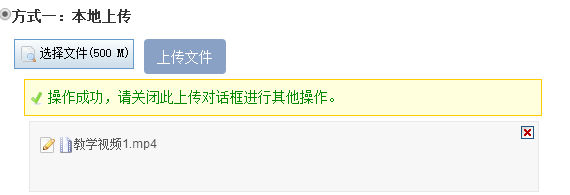 方式一：本地上传
选择文件(500 M)
上传文件
操作成功，请关闭此上传对话框进行其他操作。
教学视频1.mp4